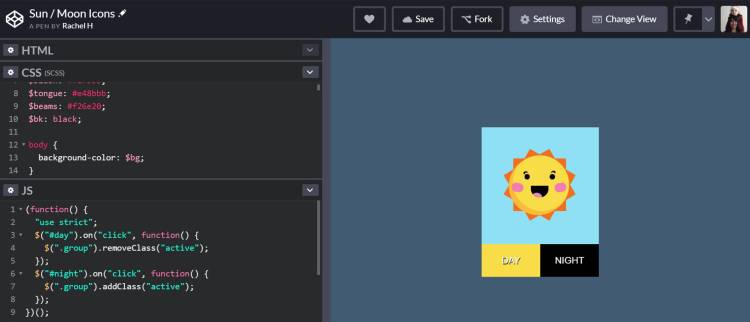 Sun / Moon Icons
A PEN BY Rachel H
Save
Fork
Settings
Change View
HTML
CSS (SCSS)
8 $tongue: #e48bbb;
9 $beams: #f26e20;
10 $bk: black;
11
12 body {
13 background-color: $bg;
14 }
JS
1 (function() {
2 "use strict";
3 $("#day").on("click", function() {
4 $(".group").removeClass("active");
5 });
6 $("#night").on("click", function() {
7 $(".group").addClass("active");
8 });
9 })();
DAY
NIGHT